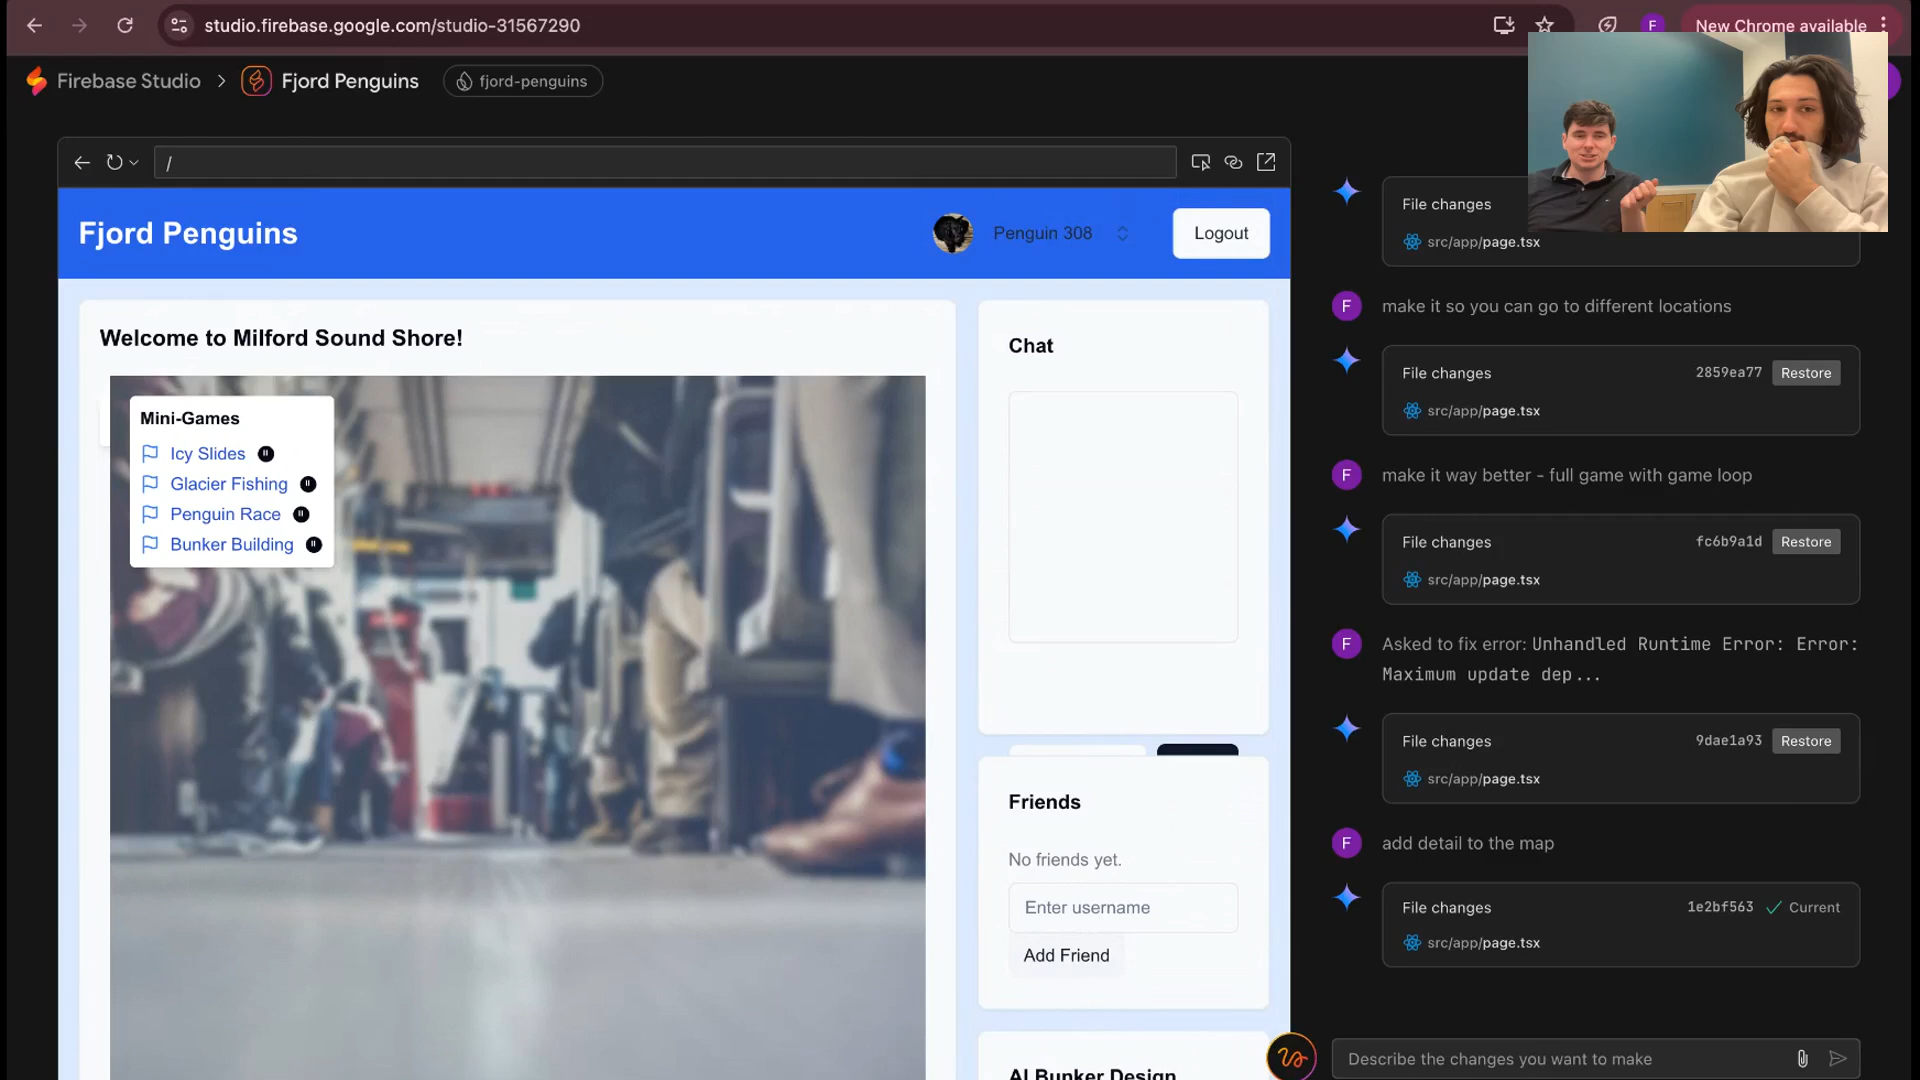 studio.firebase.google.com/studio-31567290
F
New Chrome available
Firebase Studio
Fjord Penguins
fjord-penguins
/
Fjord Penguins
Penguin 308
Logout
Welcome to Milford Sound Shore!
Mini-Games
Icy Slides
Glacier Fishing
Penguin Race
Bunker Building
Chat
Friends
No friends yet.
Enter username
Add Friend
AI Bunker Design
File changes
src/app/page.tsx
F
make it so you can go to different locations
File changes
2859ea77
Restore
src/app/page.tsx
F
make it way better - full game with game loop
File changes
fc6b9a1d
Restore
src/app/page.tsx
F
Asked to fix error: Unhandled Runtime Error: Error:
Maximum update dep...
File changes
9dae1a93
Restore
src/app/page.tsx
F
add detail to the map
File changes
1e2bf563
Current
src/app/page.tsx
Describe the changes you want to make